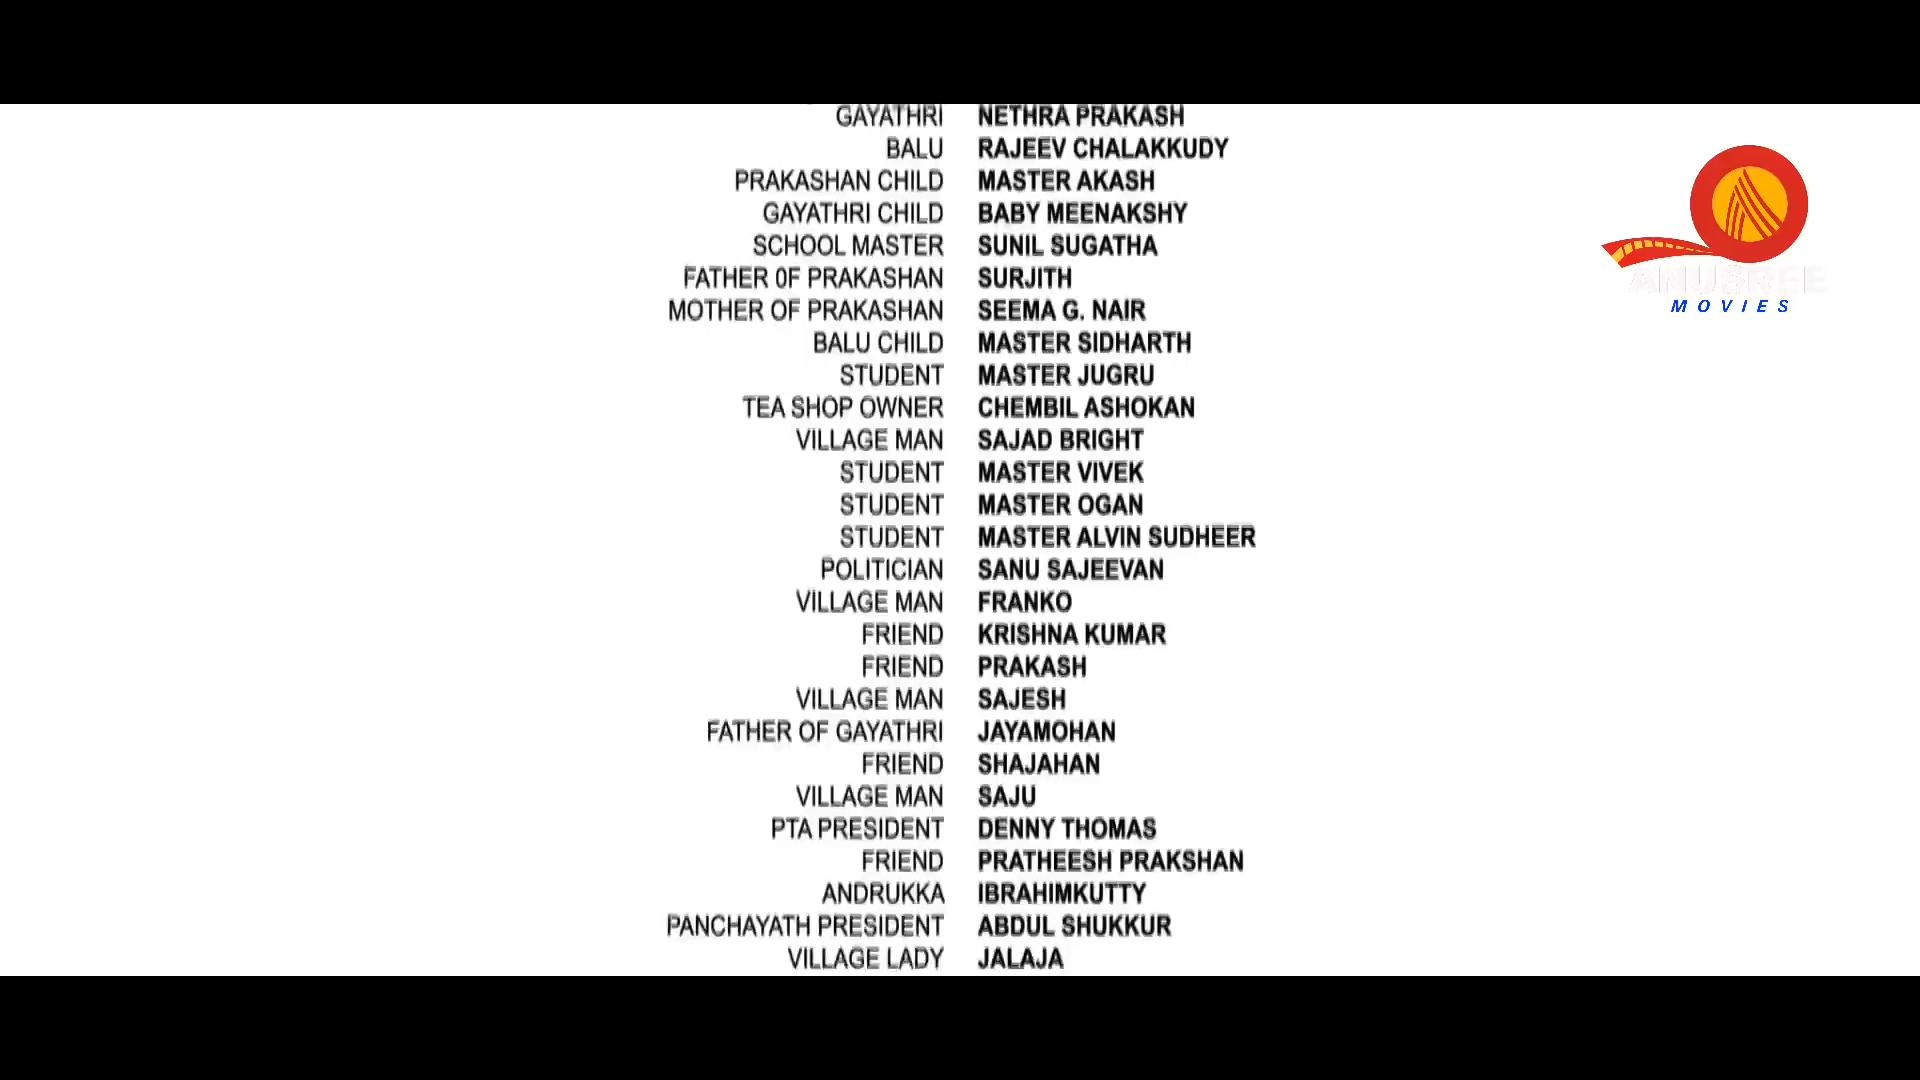 GAYATHRI NETHRA PRAKASH
BALU RAJEEV CHALAKKUDY
PRAKASHAN CHILD MASTER AKASH
GAYATHRI CHILD BABY MEENAKSHY
SCHOOL MASTER SUNIL SUGATHA
FATHER 0F PRAKASHAN SURJITH
MOTHER OF PRAKASHAN SEEMA G. NAIR
BALU CHILD MASTER SIDHARTH
STUDENT MASTER JUGRU
TEA SHOP OWNER CHEMBIL ASHOKAN
VILLAGE MAN SAJAD BRIGHT
STUDENT MASTER VIVEK
STUDENT MASTER OGAN
STUDENT MASTER ALVIN SUDHEER
POLITICIAN SANU SAJEEVAN
VILLAGE MAN FRANKO
FRIEND KRISHNA KUMAR
FRIEND PRAKASH
VILLAGE MAN SAJESH
FATHER OF GAYATHRI JAYAMOHAN
FRIEND SHAJAHAN
VILLAGE MAN SAJU
PTA PRESIDENT DENNY THOMAS
FRIEND PRATHEESH PRAKSHAN
ANDRUKKA IBRAHIMKUTTY
PANCHAYATH PRESIDENT ABDUL SHUKKUR
VILLAGE LADY JALAJA
ANUSREE
MOVIES